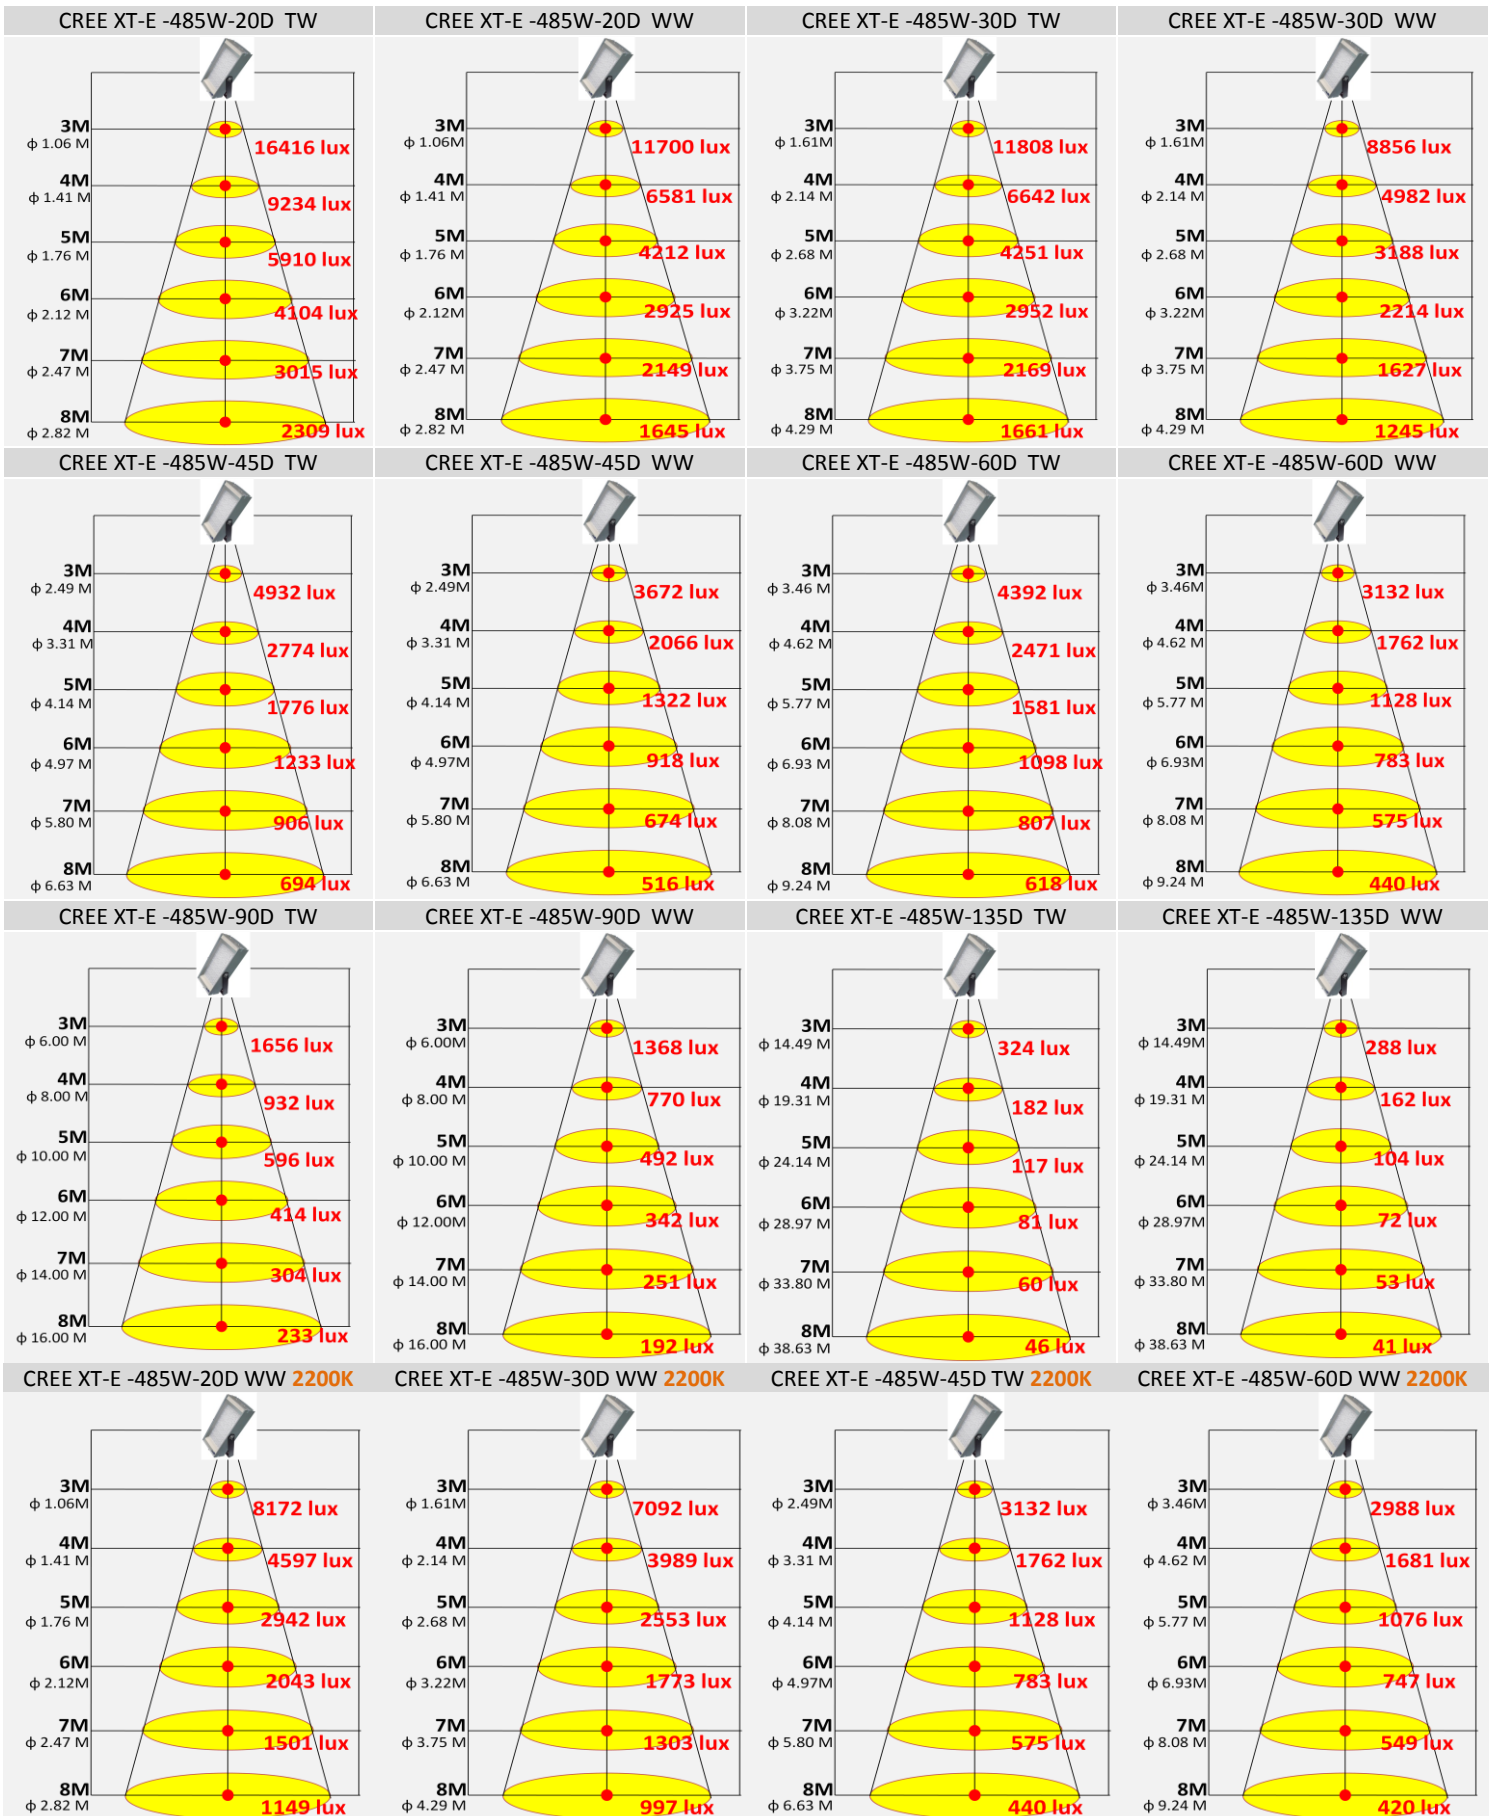 CREE XT-E -485W-20D TW
3M
ϕ 1.06 M
16416 lux
4M
ϕ 1.41 M
9234 lux
5M
ϕ 1.76 M
5910 lux
6M
ϕ 2.12 M
4104 lux
7M
ϕ 2.47 M
3015 lux
8M
ϕ 2.82 M
2309 lux
CREE XT-E -485W-20D WW
3M
ϕ 1.06M
11700 lux
4M
ϕ 1.41 M
6581 lux
5M
ϕ 1.76 M
4212 lux
6M
ϕ 2.12M
2925 lux
7M
ϕ 2.47 M
2149 lux
8M
ϕ 2.82 M
1645 lux
CREE XT-E -485W-30D TW
3M
ϕ 1.61M
11808 lux
4M
ϕ 2.14 M
6642 lux
5M
ϕ 2.68 M
4251 lux
6M
ϕ 3.22M
2952 lux
7M
ϕ 3.75 M
2169 lux
8M
ϕ 4.29 M
1661 lux
CREE XT-E -485W-30D WW
3M
ϕ 1.61M
8856 lux
4M
ϕ 2.14 M
4982 lux
5M
ϕ 2.68 M
3188 lux
6M
ϕ 3.22M
2214 lux
7M
ϕ 3.75 M
1627 lux
8M
ϕ 4.29 M
1245 lux
CREE XT-E -485W-45D TW
3M
ϕ 2.49 M
4932 lux
4M
ϕ 3.31 M
2774 lux
5M
ϕ 4.14 M
1776 lux
6M
ϕ 4.97 M
1233 lux
7M
ϕ 5.80 M
906 lux
8M
ϕ 6.63 M
694 lux
CREE XT-E -485W-45D WW
3M
ϕ 2.49M
3672 lux
4M
ϕ 3.31 M
2066 lux
5M
ϕ 4.14 M
1322 lux
6M
ϕ 4.97M
918 lux
7M
ϕ 5.80 M
674 lux
8M
ϕ 6.63 M
516 lux
CREE XT-E -485W-60D TW
3M
ϕ 3.46 M
4392 lux
4M
ϕ 4.62 M
2471 lux
5M
ϕ 5.77 M
1581 lux
6M
ϕ 6.93 M
1098 lux
7M
ϕ 8.08 M
807 lux
8M
ϕ 9.24 M
618 lux
CREE XT-E -485W-60D WW
3M
ϕ 3.46M
3132 lux
4M
ϕ 4.62 M
1762 lux
5M
ϕ 5.77 M
1128 lux
6M
ϕ 6.93M
783 lux
7M
ϕ 8.08 M
575 lux
8M
ϕ 9.24 M
440 lux
CREE XT-E -485W-90D TW
3M
ϕ 6.00 M
1656 lux
4M
ϕ 8.00 M
932 lux
5M
ϕ 10.00 M
596 lux
6M
ϕ 12.00 M
414 lux
7M
ϕ 14.00 M
304 lux
8M
ϕ 16.00 M
233 lux
CREE XT-E -485W-90D WW
3M
ϕ 6.00M
1368 lux
4M
ϕ 8.00 M
770 lux
5M
ϕ 10.00 M
492 lux
6M
ϕ 12.00M
342 lux
7M
ϕ 14.00 M
251 lux
8M
ϕ 16.00 M
192 lux
CREE XT-E -485W-135D TW
3M
ϕ 14.49 M
324 lux
4M
ϕ 19.31 M
182 lux
5M
ϕ 24.14 M
117 lux
6M
ϕ 28.97 M
81 lux
7M
ϕ 33.80 M
60 lux
8M
ϕ 38.63 M
46 lux
CREE XT-E -485W-135D WW
3M
ϕ 14.49M
288 lux
4M
ϕ 19.31 M
162 lux
5M
ϕ 24.14 M
104 lux
6M
ϕ 28.97M
72 lux
7M
ϕ 33.80 M
53 lux
8M
ϕ 38.63 M
41 lux
CREE XT-E -485W-20D WW 2200K
3M
ϕ 1.06M
8172 lux
4M
ϕ 1.41 M
4597 lux
5M
ϕ 1.76 M
2942 lux
6M
ϕ 2.12M
2043 lux
7M
ϕ 2.47 M
1501 lux
8M
ϕ 2.82 M
1149 lux
CREE XT-E -485W-30D WW 2200K
3M
ϕ 1.61M
7092 lux
4M
ϕ 2.14 M
3989 lux
5M
ϕ 2.68 M
2553 lux
6M
ϕ 3.22M
1773 lux
7M
ϕ 3.75 M
1303 lux
8M
ϕ 4.29 M
997 lux
CREE XT-E -485W-45D TW 2200K
3M
ϕ 2.49M
3132 lux
4M
ϕ 3.31 M
1762 lux
5M
ϕ 4.14 M
1128 lux
6M
ϕ 4.97M
783 lux
7M
ϕ 5.80 M
575 lux
8M
ϕ 6.63 M
440 lux
CREE XT-E -485W-60D WW 2200K
3M
ϕ 3.46M
2988 lux
4M
ϕ 4.62 M
1681 lux
5M
ϕ 5.77 M
1076 lux
6M
ϕ 6.93M
747 lux
7M
ϕ 8.08 M
549 lux
8M
ϕ 9.24 M
420 lux